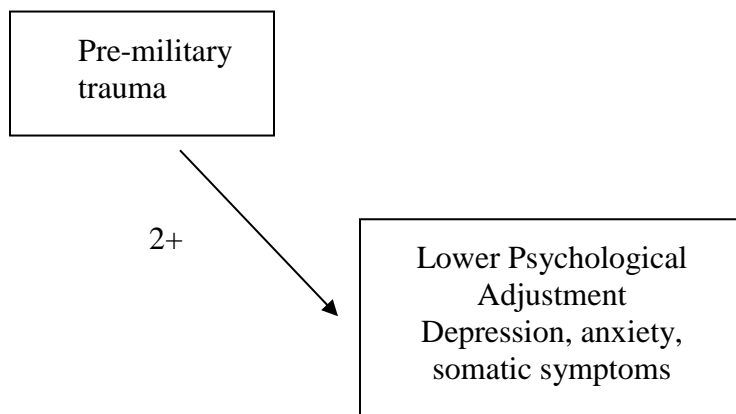 Pre-military
trauma
2+
Lower Psychological
Adjustment
Depression, anxiety,
somatic symptoms